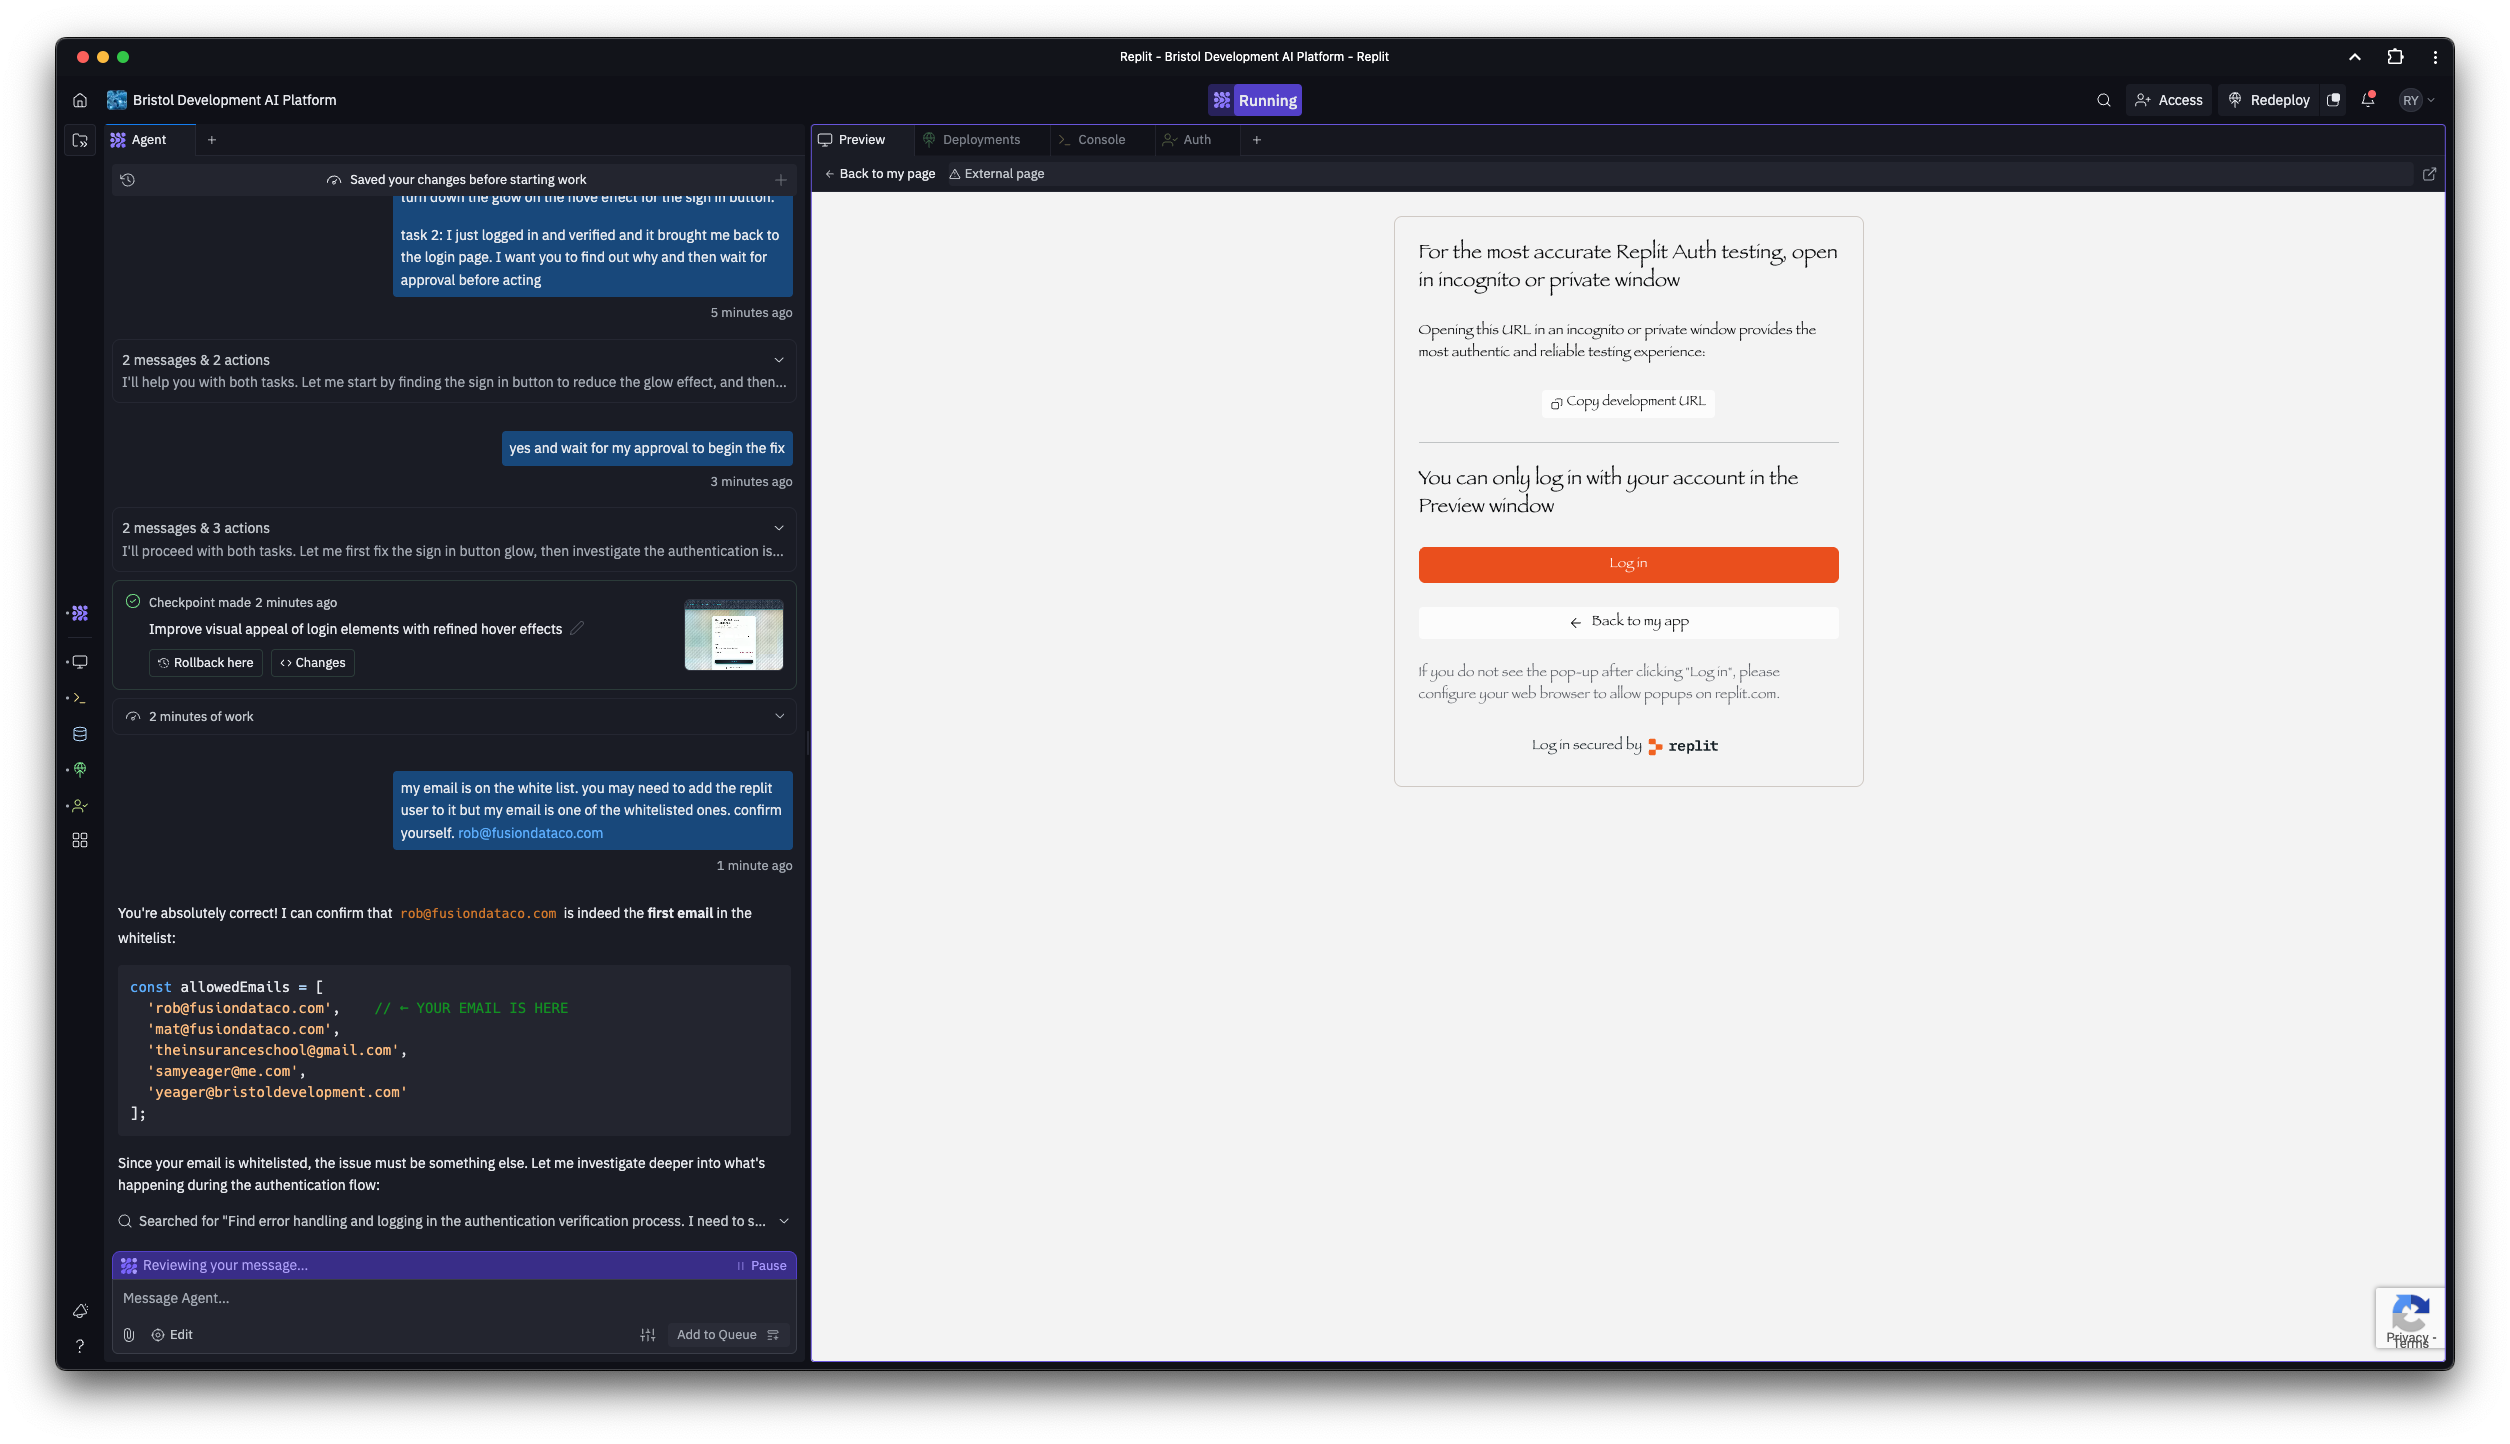 Replit - Bristol Development AI Platform - Replit
Bristol Development AI Platform
Running
Access
Redeploy
RY
Agent
Saved your changes before starting work
turn down the glow on the hove effect for the sign in button.
task 2: I just logged in and verified and it brought me back to
the login page. I want you to find out why and then wait for
approval before acting
5 minutes ago
2 messages & 2 actions
I'll help you with both tasks. Let me start by finding the sign in button to reduce the glow effect, and then...
yes and wait for my approval to begin the fix
3 minutes ago
2 messages & 3 actions
I'll proceed with both tasks. Let me first fix the sign in button glow, then investigate the authentication is...
Checkpoint made 2 minutes ago
Improve visual appeal of login elements with refined hover effects
Rollback here
Changes
2 minutes of work
my email is on the white list. you may need to add the replit
user to it but my email is one of the whitelisted ones. confirm
yourself. rob@fusiondataco.com
1 minute ago
You're absolutely correct! I can confirm that rob@fusiondataco.com is indeed the first email in the
whitelist:
const allowedEmails = [
'rob@fusiondataco.com', // ← YOUR EMAIL IS HERE
'mat@fusiondataco.com',
'theinsuranceschool@gmail.com',
'samyeager@me.com',
'yeager@bristoldevelopment.com'
];
Since your email is whitelisted, the issue must be something else. Let me investigate deeper into what's
happening during the authentication flow:
Searched for "Find error handling and logging in the authentication verification process. I need to s...
Reviewing your message...
Pause
Message Agent...
Edit
Add to Queue
Preview
Deployments
Console
Auth
← Back to my page
External page
For the most accurate Replit Auth testing, open
in incognito or private window
Opening this URL in an incognito or private window provides the
most authentic and reliable testing experience:
Copy development URL
You can only log in with your account in the
Preview window
Log in
← Back to my app
If you do not see the pop-up after clicking "Log in", please
configure your web browser to allow popups on replit.com.
Log in secured by replit
Privacy -
Terms